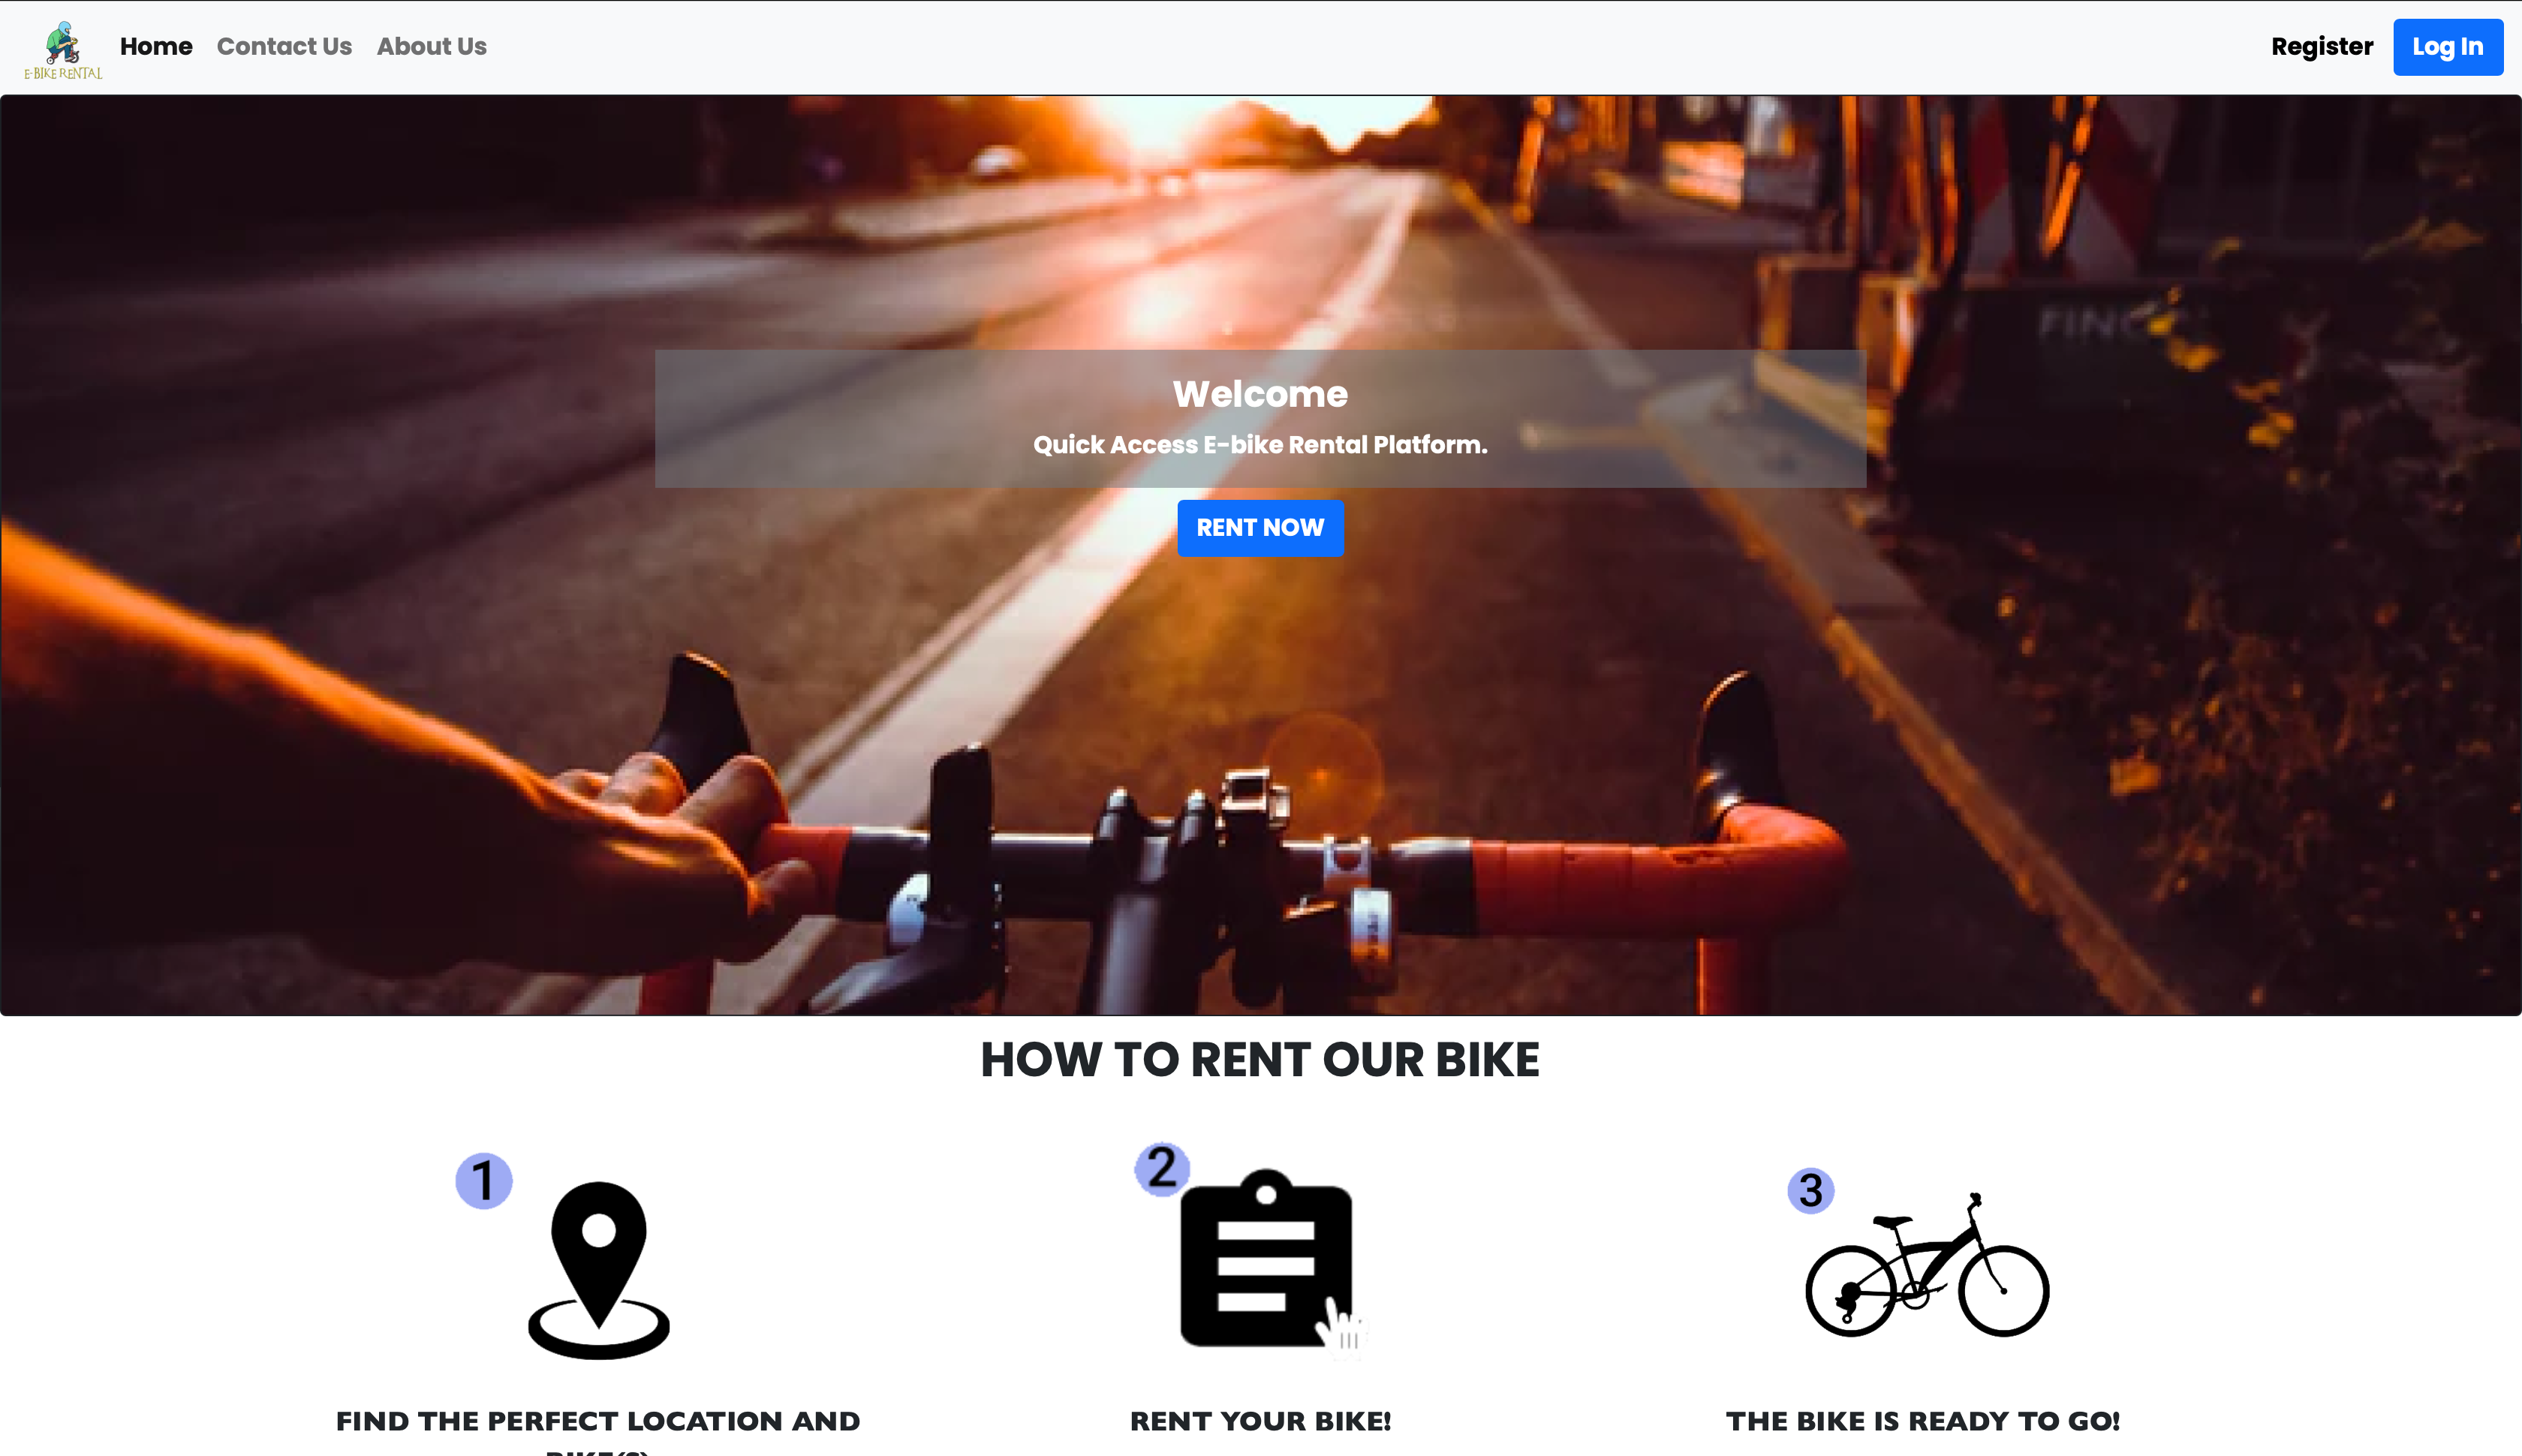 E-BIKE RENTAL
Home
Contact Us
About Us
Register
Log In
Welcome
Quick Access E-bike Rental Platform.
RENT NOW
HOW TO RENT OUR BIKE
1
2
3
FIND THE PERFECT LOCATION AND
BIKE(S)
RENT YOUR BIKE!
THE BIKE IS READY TO GO!